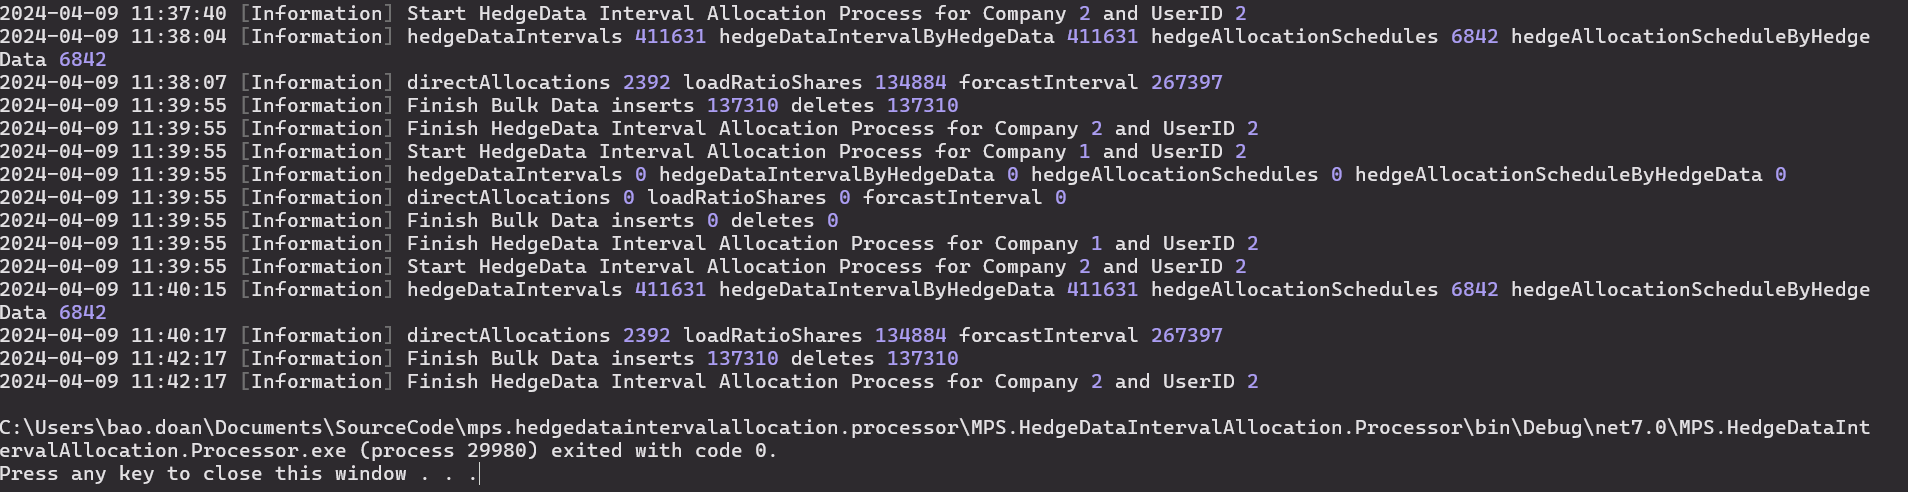 2024-04-09 11:37:40 [Information] Start HedgeData Interval Allocation Process for Company 2 and UserID 2
2024-04-09 11:38:04 [Information] hedgeDataIntervals 411631 hedgeDataIntervalByHedgeData 411631 hedgeAllocationSchedules 6842 hedgeAllocationScheduleByHedge
Data 6842
2024-04-09 11:38:07 [Information] directAllocations 2392 loadRatioShares 134884 forcastInterval 267397
2024-04-09 11:39:55 [Information] Finish Bulk Data inserts 137310 deletes 137310
2024-04-09 11:39:55 [Information] Finish HedgeData Interval Allocation Process for Company 2 and UserID 2
2024-04-09 11:39:55 [Information] Start HedgeData Interval Allocation Process for Company 1 and UserID 2
2024-04-09 11:39:55 [Information] hedgeDataIntervals 0 hedgeDataIntervalByHedgeData 0 hedgeAllocationSchedules 0 hedgeAllocationScheduleByHedgeData 0
2024-04-09 11:39:55 [Information] directAllocations 0 loadRatioShares 0 forcastInterval 0
2024-04-09 11:39:55 [Information] Finish Bulk Data inserts 0 deletes 0
2024-04-09 11:39:55 [Information] Finish HedgeData Interval Allocation Process for Company 1 and UserID 2
2024-04-09 11:39:55 [Information] Start HedgeData Interval Allocation Process for Company 2 and UserID 2
2024-04-09 11:40:15 [Information] hedgeDataIntervals 411631 hedgeDataIntervalByHedgeData 411631 hedgeAllocationSchedules 6842 hedgeAllocationScheduleByHedge
Data 6842
2024-04-09 11:40:17 [Information] directAllocations 2392 loadRatioShares 134884 forcastInterval 267397
2024-04-09 11:42:17 [Information] Finish Bulk Data inserts 137310 deletes 137310
2024-04-09 11:42:17 [Information] Finish HedgeData Interval Allocation Process for Company 2 and UserID 2
C:\Users\bao.doan\Documents\SourceCode\mps.hedgedataintervalallocation.processor\MPS.HedgeDataIntervalAllocation.Processor\bin\Debug\net7.0\MPS.HedgeDataInt
ervalAllocation.Processor.exe (process 29980) exited with code 0.
Press any key to close this window . . .